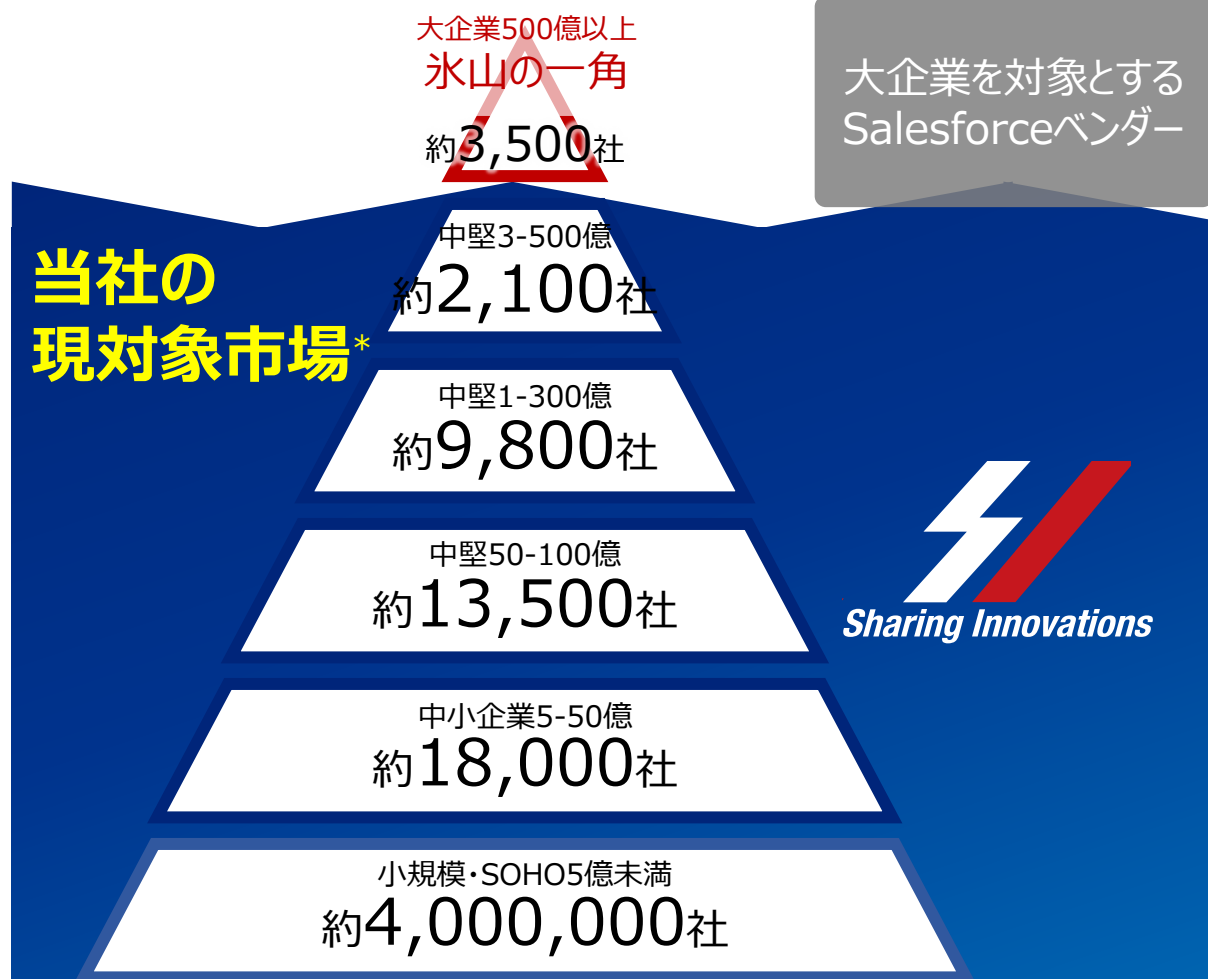 大企業500億以上
氷山の一角
約3,500社
大企業を対象とする
Salesforceベンダー
当社の
現対象市場*
中堅3-500億
約2,100社
中堅1-300億
約9,800社
中堅50-100億
約13,500社
Sharing Innovations
中小企業5-50億
約18,000社
小規模・SOHO5億未満
約4,000,000社